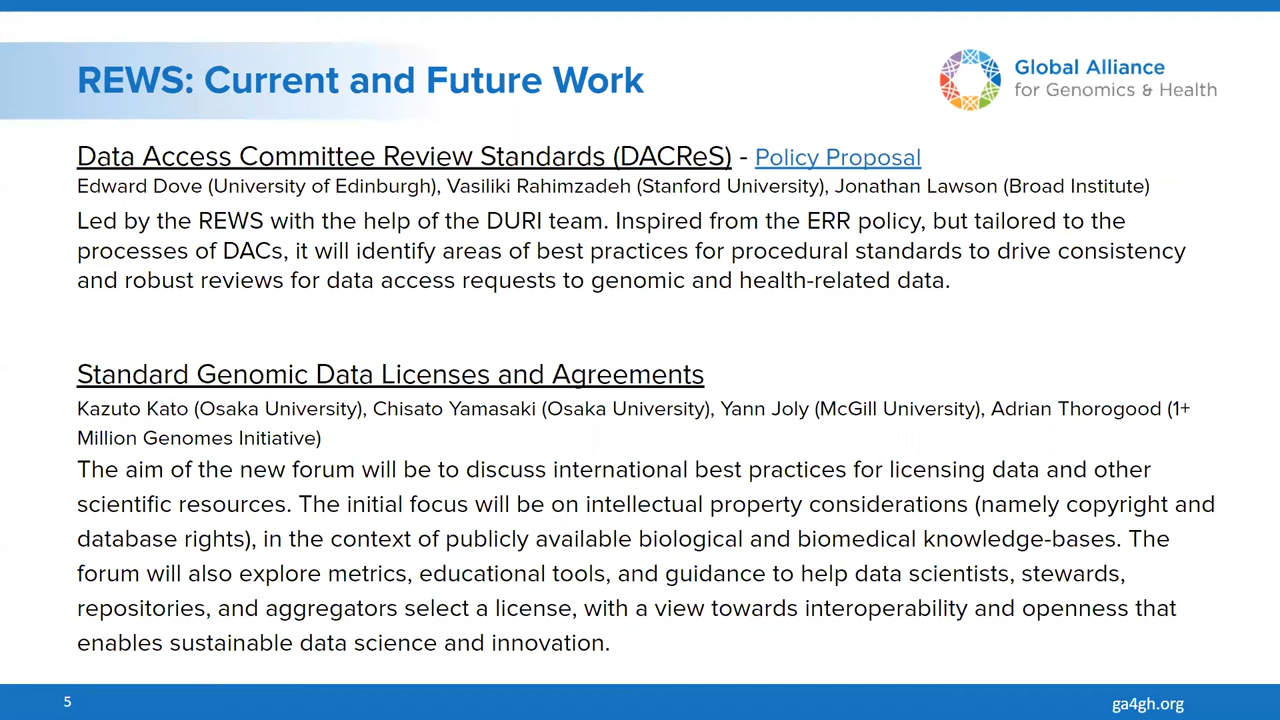 REWS: Current and Future Work
Global Alliance
for Genomics & Health
Data Access Committee Review Standards (DACReS) - Policy Proposal
Edward Dove (University of Edinburgh), Vasiliki Rahimzadeh (Stanford University), Jonathan Lawson (Broad Institute)
Led by the REWS with the help of the DURI team. Inspired from the ERR policy, but tailored to the
processes of DACs, it will identify areas of best practices for procedural standards to drive consistency
and robust reviews for data access requests to genomic and health-related data.
Standard Genomic Data Licenses and Agreements
Kazuto Kato (Osaka University), Chisato Yamasaki (Osaka University), Yann Joly (McGill University), Adrian Thorogood (1+
Million Genomes Initiative)
The aim of the new forum will be to discuss international best practices for licensing data and other
scientific resources. The initial focus will be on intellectual property considerations (namely copyright and
database rights), in the context of publicly available biological and biomedical knowledge-bases. The
forum will also explore metrics, educational tools, and guidance to help data scientists, stewards,
repositories, and aggregators select a license, with a view towards interoperability and openness that
enables sustainable data science and innovation.
5
ga4gh.org